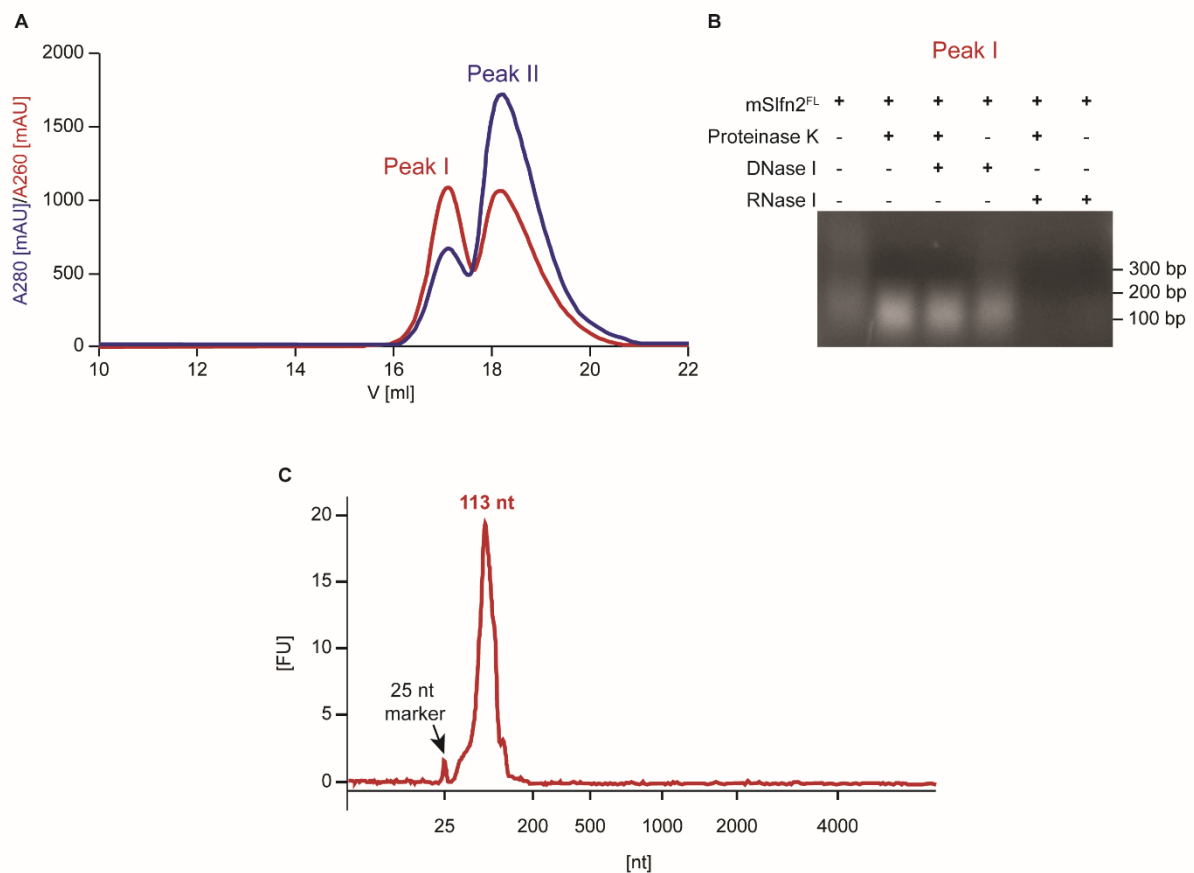 A
2000
1500
1000
500
0
A280 [mAU]/A260 [mAU]
Peak I
Peak II
10 12 14 16 18 20 22
V [ml]
B
Peak I
mSlfn2FL + + + + + +
Proteinase K - + + - + -
DNase I - - + + - -
RNase I - - - - + +
300 bp
200 bp
100 bp
C
113 nt
20
15
10
5
0
[FU]
25 nt
marker
25 200 500 1000 2000 4000
[nt]